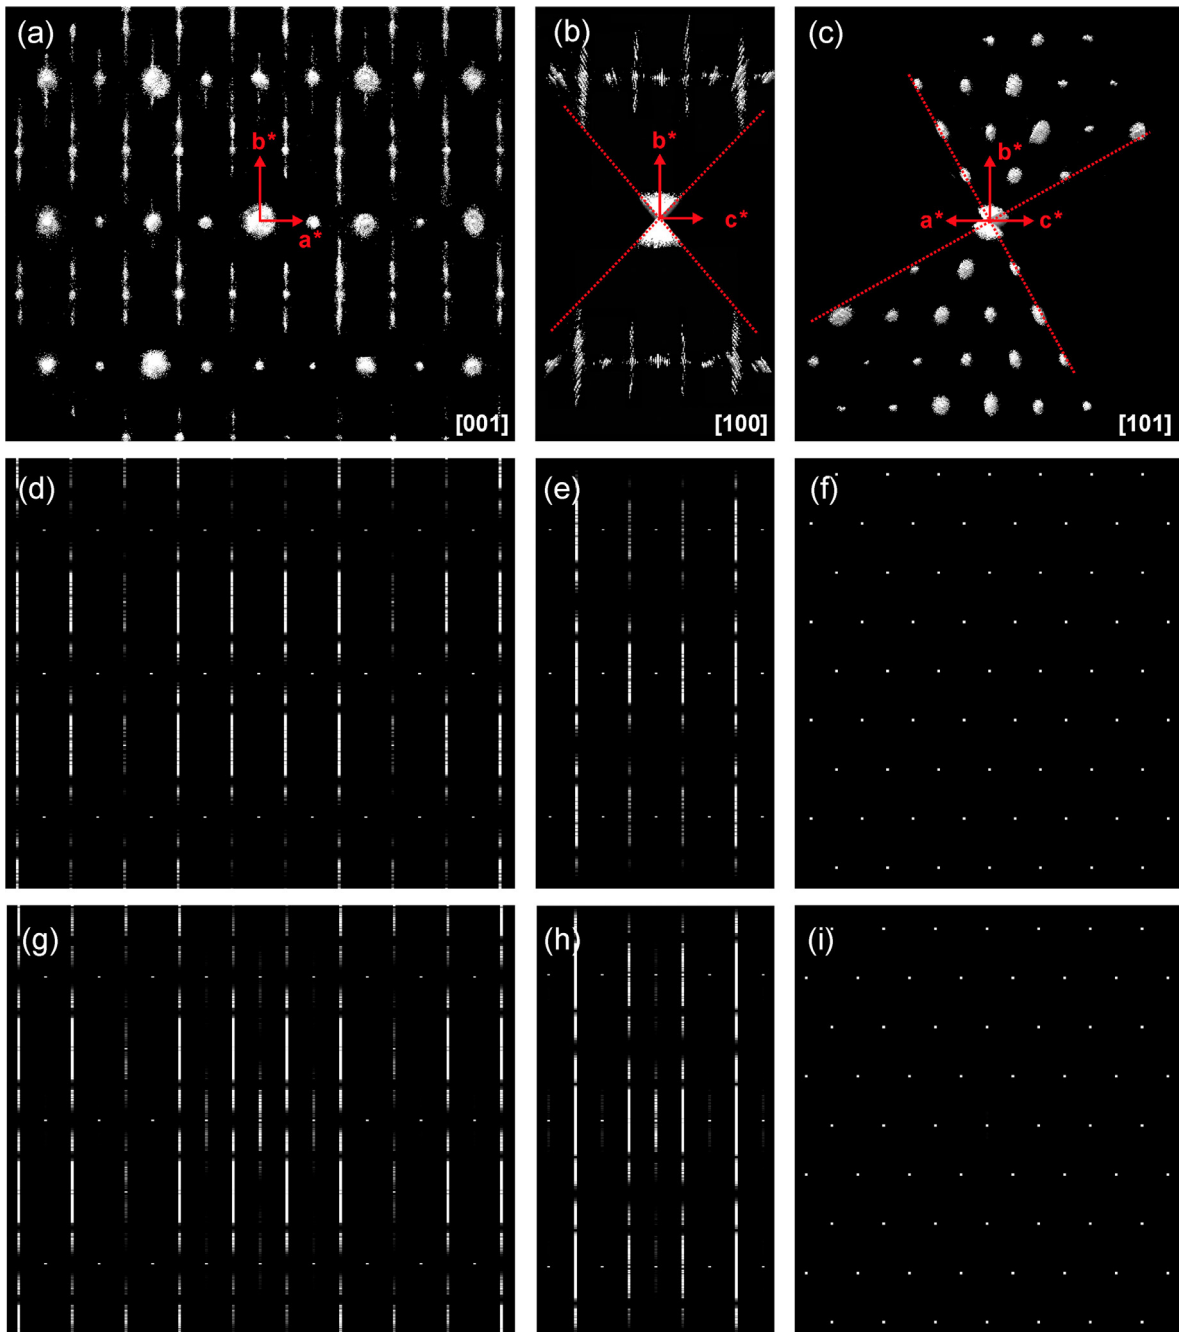 (a)
b*
a*
[001]
(b)
b*
c*
[100]
(c)
b*
a*
c*
[101]
(d)
(e)
(f)
(g)
(h)
(i)